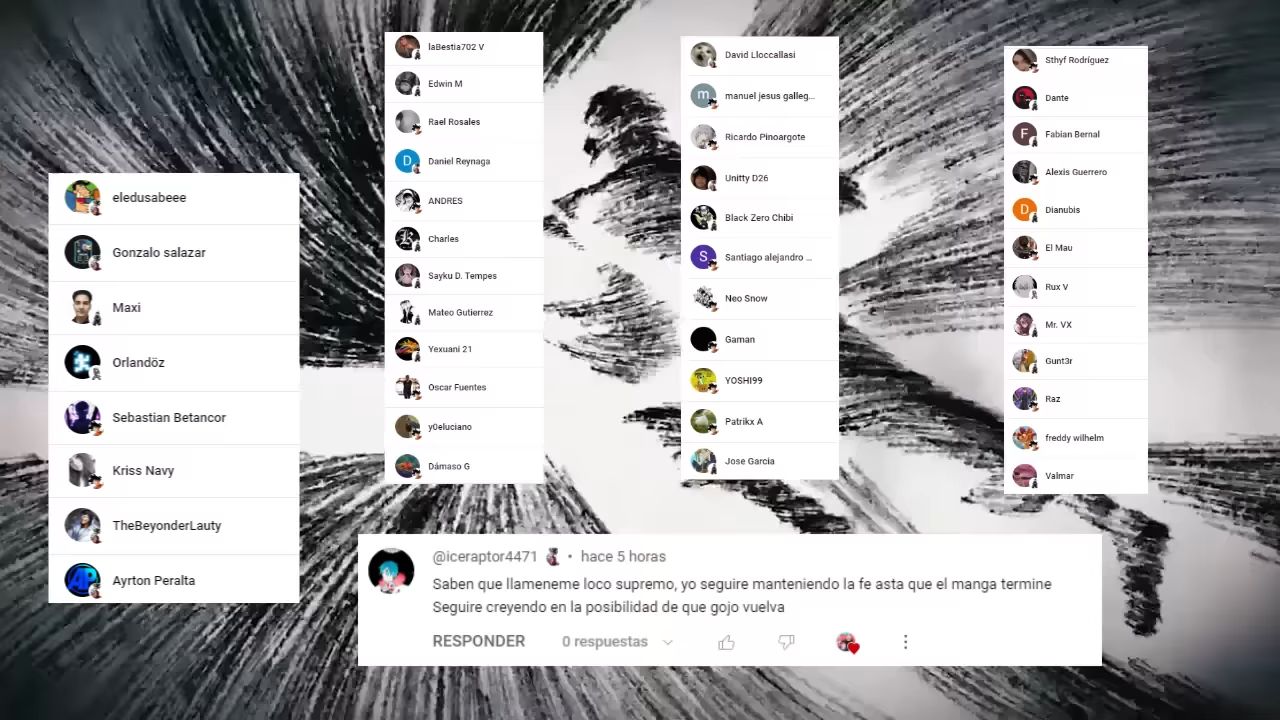 eledusabeee
Gonzalo salazar
Maxi
Orlandöz
Sebastian Betancor
Kriss Navy
TheBeyonderLauty
Ayrton Peralta
laBestia702 V
Edwin M
Rael Rosales
D
Daniel Reynaga
ANDRES
Charles
Sayku D. Tempes
Mateo Gutierrez
Yexuani 21
Oscar Fuentes
y0eluciano
Dámaso G
David Lloccallasi
m
manuel jesus galleg...
Ricardo Pinoargote
Unitty D26
Black Zero Chibi
S
Santiago alejandro ...
Neo Snow
Gaman
YOSHI99
Patrikx A
Jose García
Sthyf Rodríguez
Dante
F
Fabian Bernal
Alexis Guerrero
D
Dianubis
El Mau
Rux V
Mr. VX
Gunt3r
Raz
freddy wilhelm
Valmar
@iceraptor4471 • hace 5 horas
Saben que llameneme loco supremo, yo seguire manteniendo la fe asta que el manga termine
Seguire creyendo en la posibilidad de que gojo vuelva
RESPONDER 0 respuestas